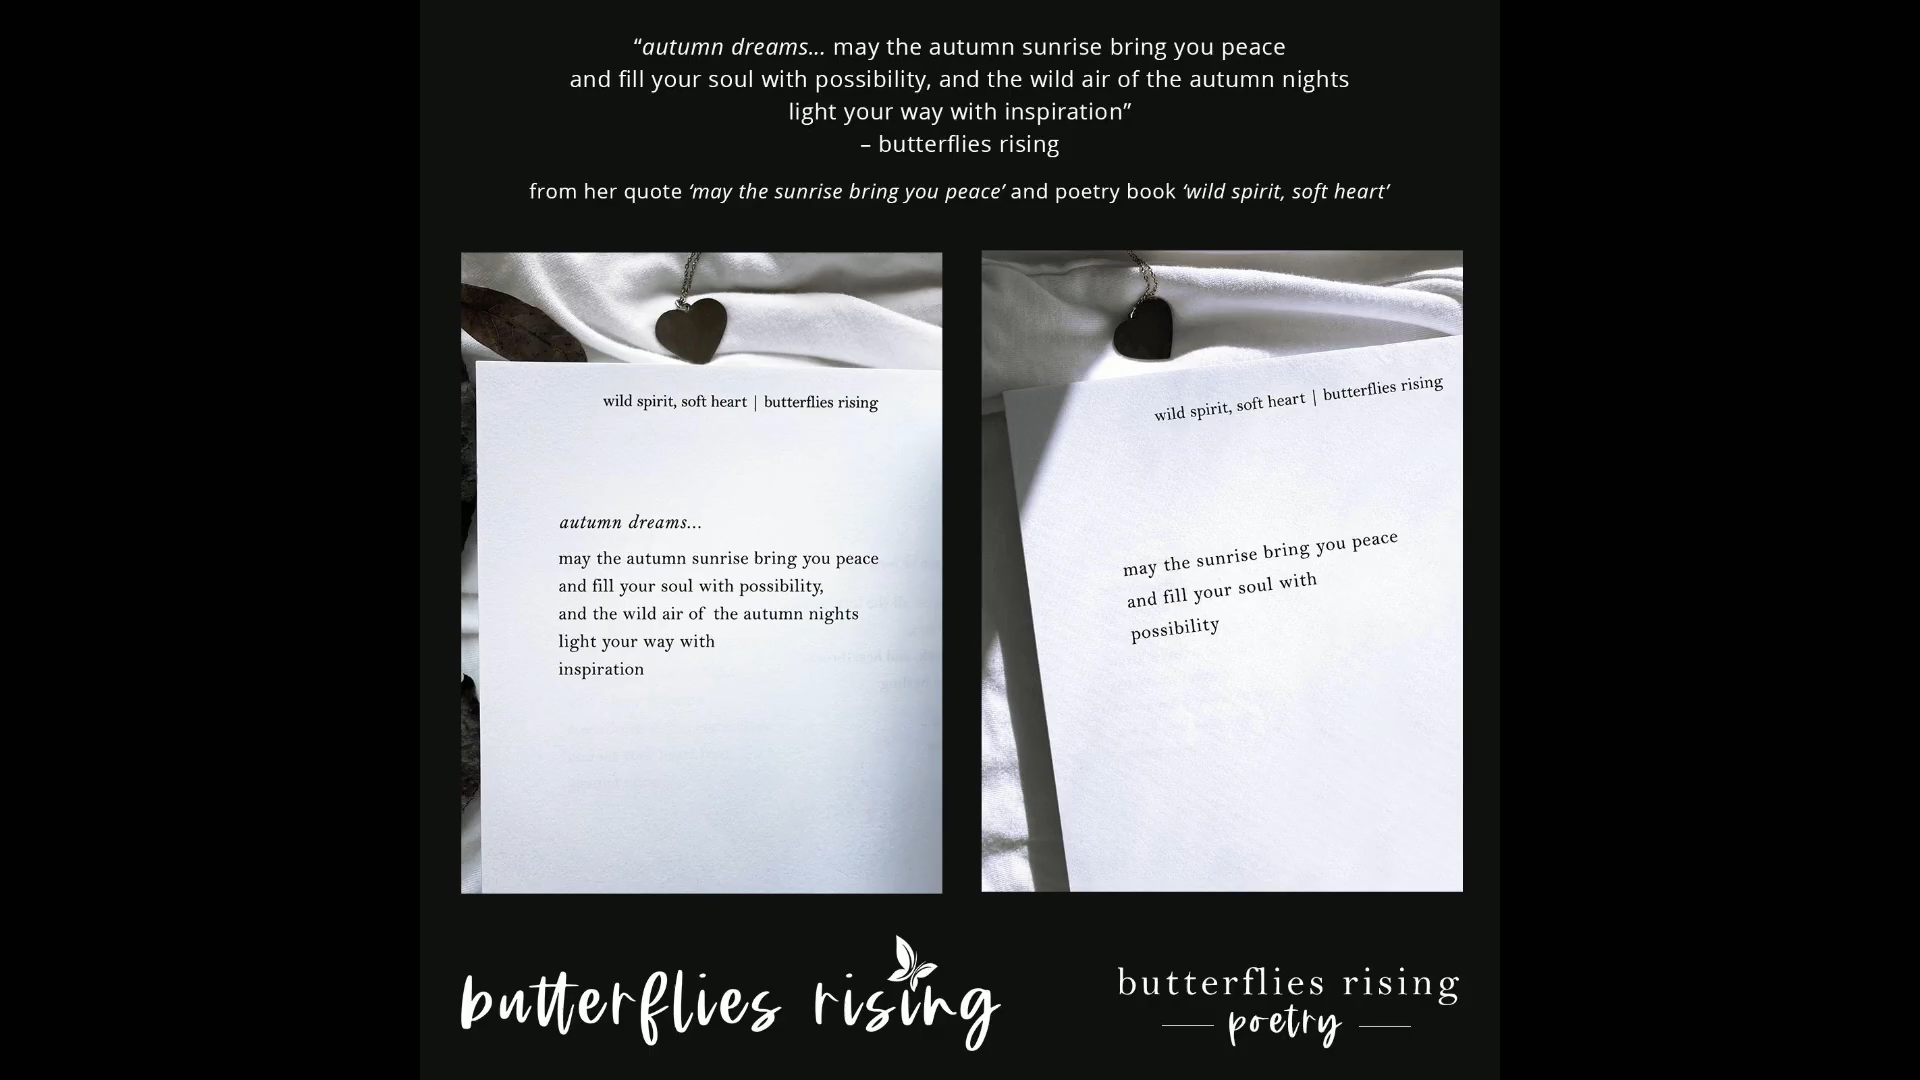 “autumn dreams... may the autumn sunrise bring you peace
and fill your soul with possibility, and the wild air of the autumn nights
light your way with inspiration”
– butterflies rising
from her quote ‘may the sunrise bring you peace’ and poetry book ‘wild spirit, soft heart’
wild spirit, soft heart | butterflies rising
autumn dreams...
may the autumn sunrise bring you peace
and fill your soul with possibility,
and the wild air of the autumn nights
light your way with
inspiration
wild spirit, soft heart | butterflies rising
may the sunrise bring you peace
and fill your soul with
possibility
butterflies rising
butterflies rising
poetry